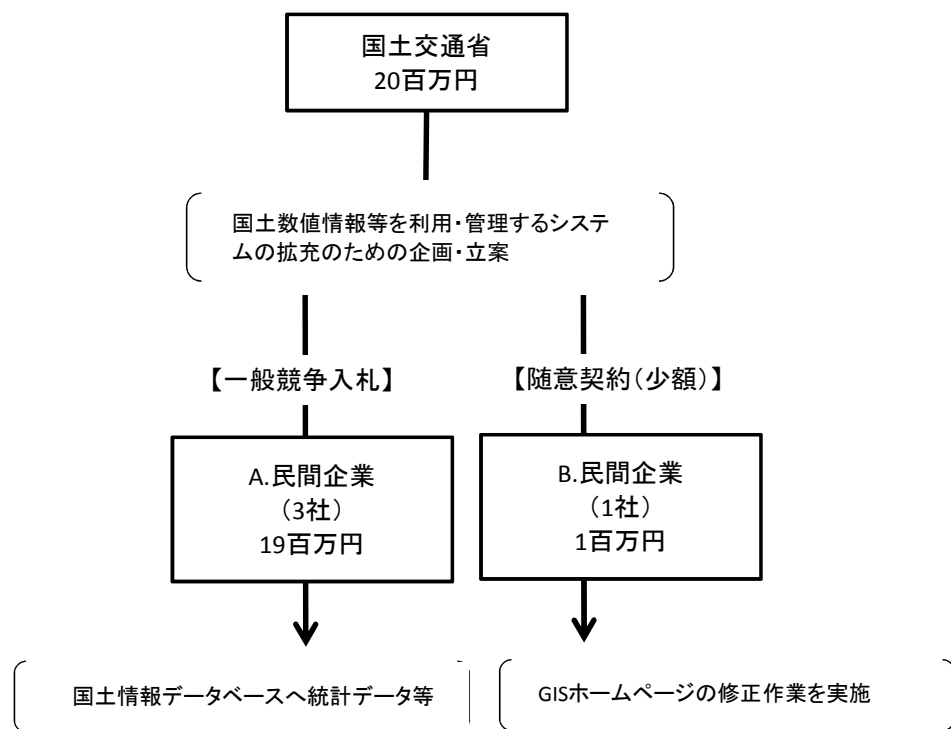 国土交通省
20百万円
国土数値情報等を利用・管理するシステ
ムの拡充のための企画・立案
【一般競争入札】
【随意契約（少額）】
A.民間企業
（3社）
19百万円
B.民間企業
（1社）
1百万円
国土情報データベースへ統計データ等
GISホームページの修正作業を実施